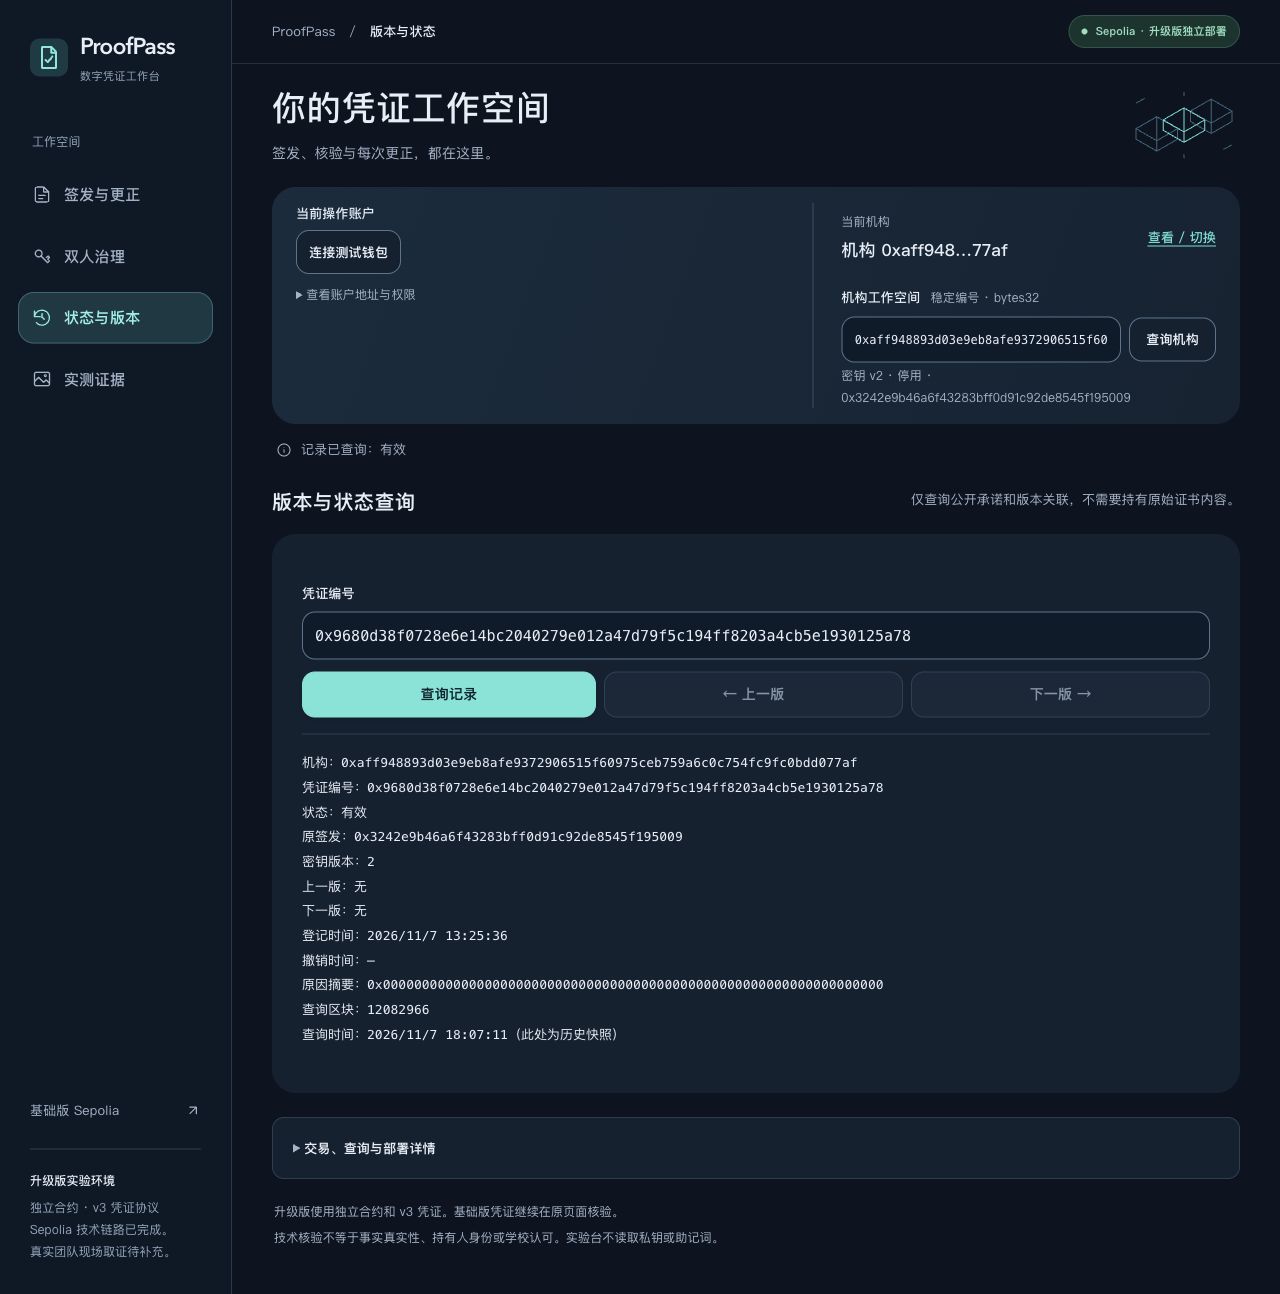 ProofPass
数字凭证工作台
工作空间
签发与更正
双人治理
状态与版本
实测证据
基础版 Sepolia
升级版实验环境
独立合约 · v3 凭证协议
Sepolia 技术链路已完成。
真实团队现场取证待补充。
ProofPass / 版本与状态
Sepolia · 升级版独立部署
你的凭证工作空间
签发、核验与每次更正，都在这里。
当前操作账户
连接测试钱包
查看账户地址与权限
当前机构
机构 0xaff948…77af
查看 / 切换
机构工作空间 稳定编号 · bytes32
0xaff948893d03e9eb8afe9372906515f60
查询机构
密钥 v2 · 停用 ·
0x3242e9b46a6f43283bff0d91c92de8545f195009
记录已查询：有效
版本与状态查询
仅查询公开承诺和版本关联，不需要持有原始证书内容。
凭证编号
0x9680d38f0728e6e14bc2040279e012a47d79f5c194ff8203a4cb5e1930125a78
查询记录
← 上一版
下一版 →
机构：0xaff948893d03e9eb8afe9372906515f60975ceb759a6c0c754fc9fc0bdd077af
凭证编号：0x9680d38f0728e6e14bc2040279e012a47d79f5c194ff8203a4cb5e1930125a78
状态：有效
原签发：0x3242e9b46a6f43283bff0d91c92de8545f195009
密钥版本：2
上一版：无
下一版：无
登记时间：2026/11/7 13:25:36
撤销时间：—
原因摘要：0x0000000000000000000000000000000000000000000000000000000000000000
查询区块：12082966
查询时间：2026/11/7 18:07:11（此处为历史快照）
交易、查询与部署详情
升级版使用独立合约和 v3 凭证。基础版凭证继续在原页面核验。
技术核验不等于事实真实性、持有人身份或学校认可。实验台不读取私钥或助记词。